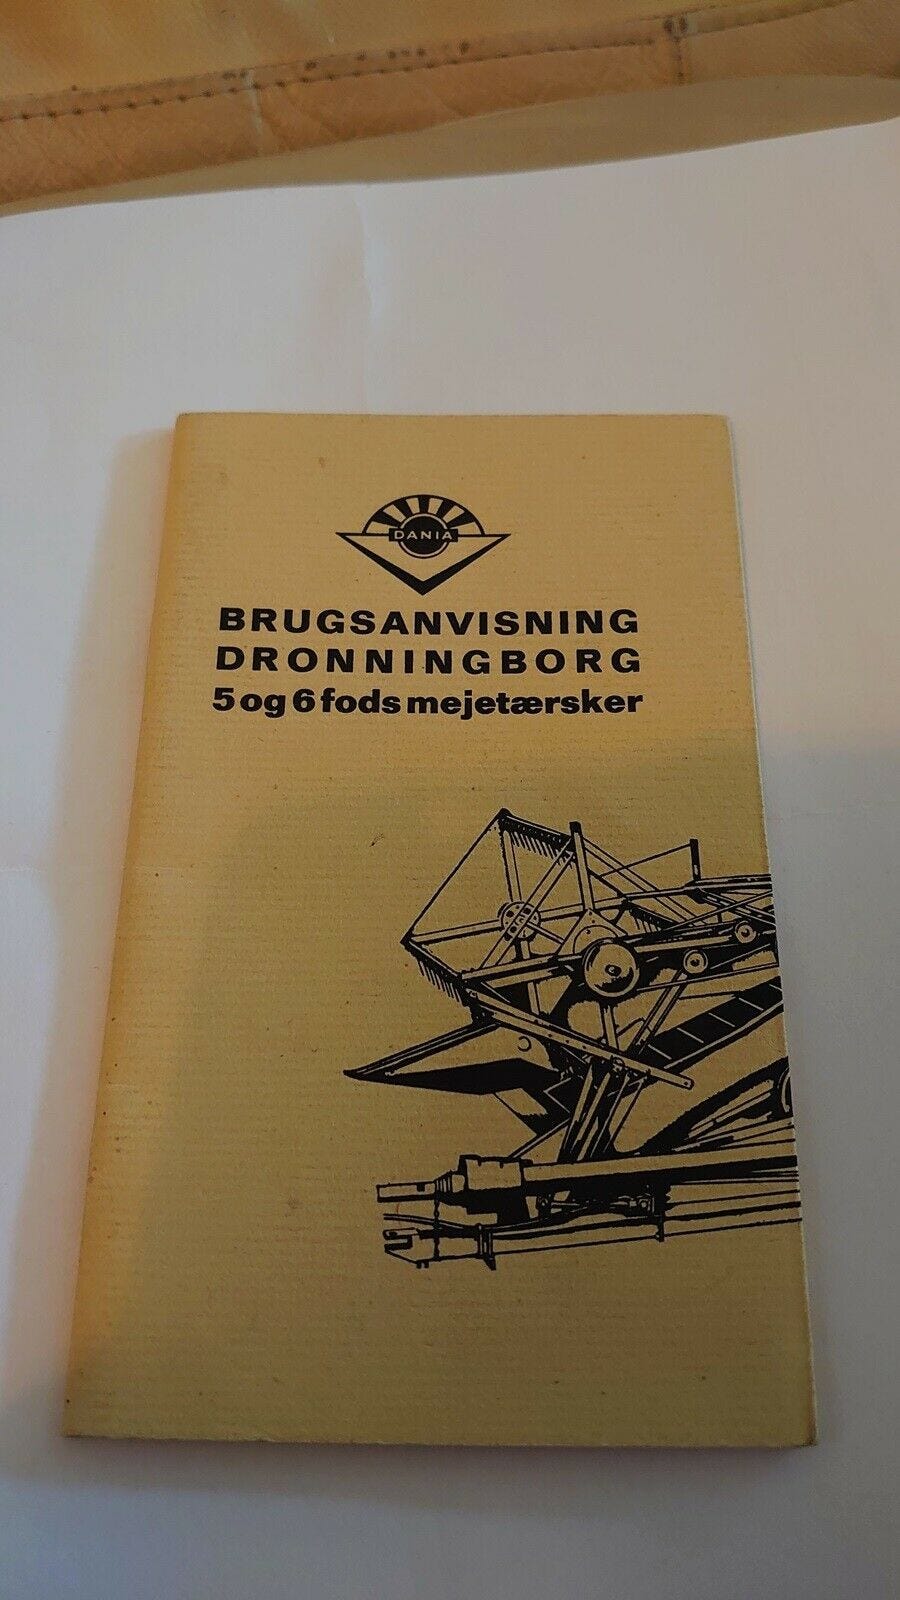 DANIA
BRUGSANVISNING
DRONNINGBORG
5 og 6 fods mejetærsker